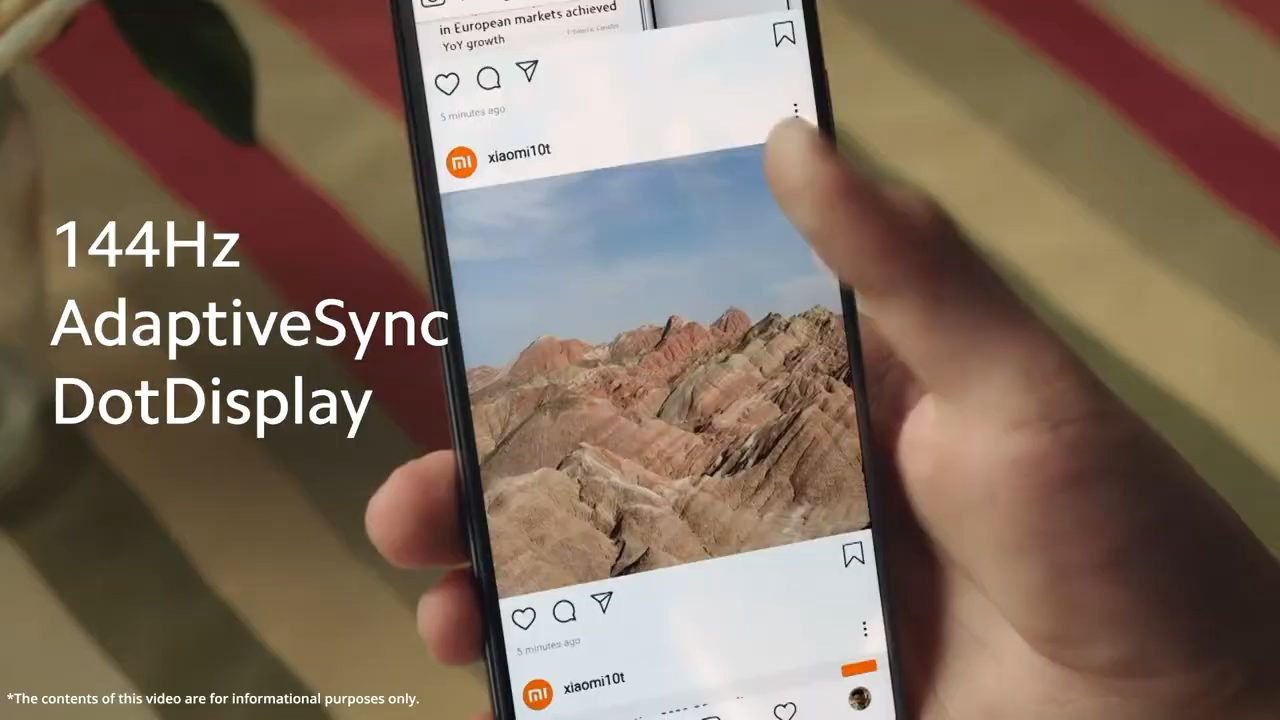 in European markets achieved
YoY growth
5 minutes ago
xiaomi10t
144Hz
AdaptiveSync
DotDisplay
5 minutes ago
xiaomi10t
*The contents of this video are for informational purposes only.